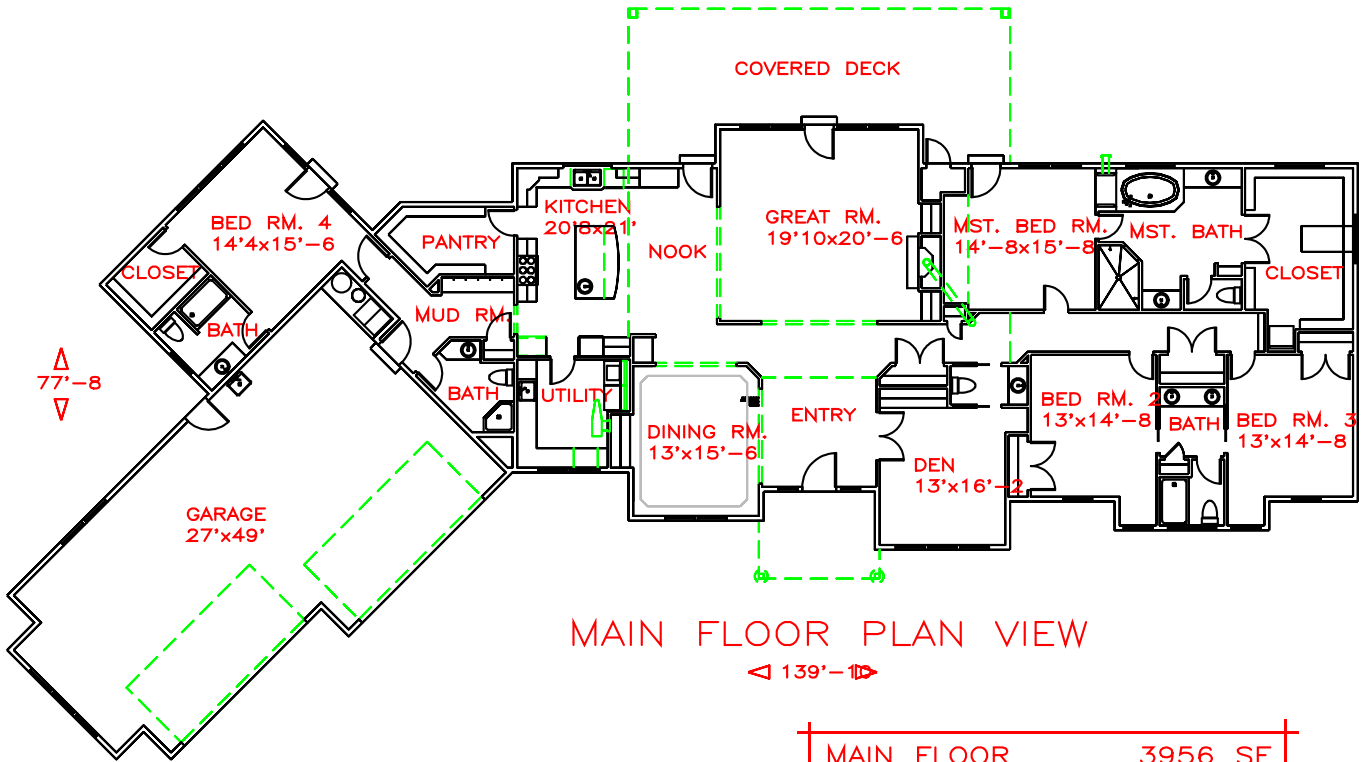 COVERED DECK
BED RM. 4
14'4x15'-6
CLOSET
BATH
PANTRY
MUD RM.
BATH
KITCHEN
20'8x21'
NOOK
UTILITY
GREAT RM.
19'10x20'-6
MST. BED RM.
14'-8x15'-8
MST. BATH
CLOSET
77'-8
DINING RM.
13'x15'-6
ENTRY
DEN
13'x16'-2
BED RM. 2
13'x14'-8
BATH
BED RM. 3
13'x14'-8
GARAGE
27'x49'
MAIN FLOOR PLAN VIEW
139'-10
MAIN FLOOR 3956 SF